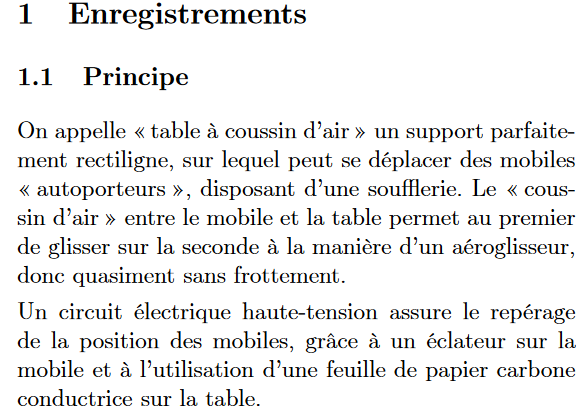 1 Enregistrements
1.1 Principe
On appelle « table à coussin d’air » un support parfaite-
ment rectiligne, sur lequel peut se déplacer des mobiles
« autoporteurs », disposant d’une soufflerie. Le « cous-
sin d’air » entre le mobile et la table permet au premier
de glisser sur la seconde à la manière d’un aéroglisseur,
donc quasiment sans frottement.
Un circuit électrique haute-tension assure le repérage
de la position des mobiles, grâce à un éclateur sur la
mobile et à l’utilisation d’une feuille de papier carbone
conductrice sur la table.